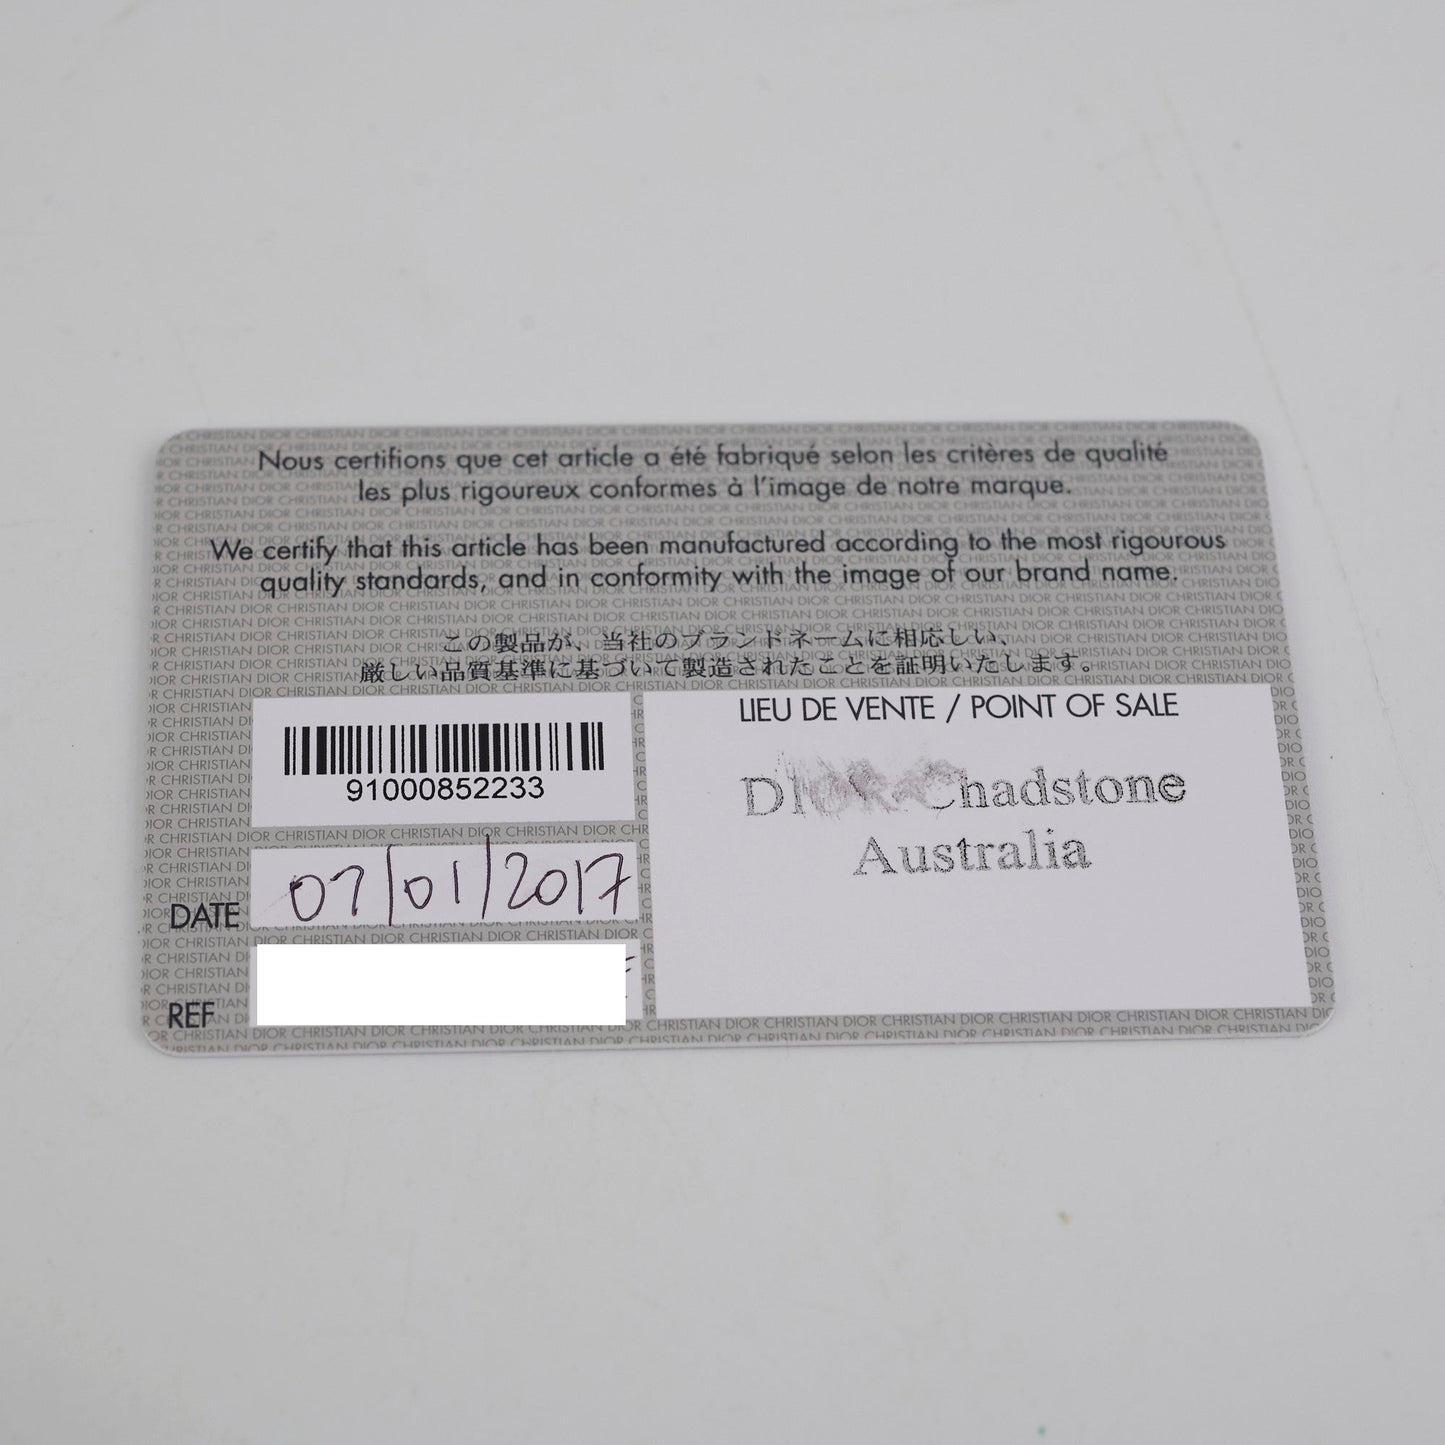 Nous certifions que cet article a été fabriqué selon les critères de qualité
les plus rigoureux conformes à l'image de notre marque.
We certify that this article has been manufactured according to the most rigourous
quality standards, and in conformity with the image of our brand name.
この製品が、当社のブランドネームに相応しい、
厳しい品質基準に基づいて製造されたことを証明いたします。
91000852233
DATE 07/01/2017
REF
LIEU DE VENTE / POINT OF SALE
DIOR Chadstone
Australia